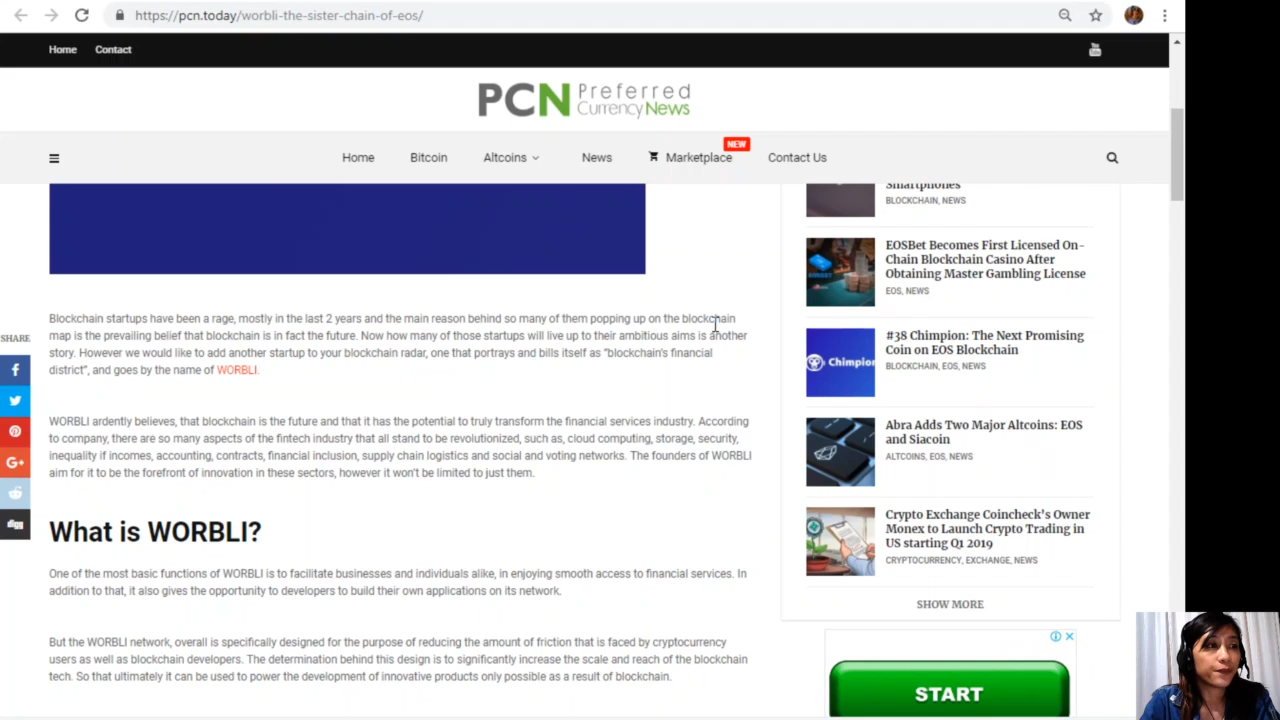 https://pcn.today/worbli-the-sister-chain-of-eos/
Home Contact
You
PCN Preferred Currency News
Home Bitcoin Altcoins News Marketplace NEW Contact Us
Smartphones
BLOCKCHAIN, NEWS
EOSBet Becomes First Licensed On-
Chain Blockchain Casino After
Obtaining Master Gambling License
EOS, NEWS
Chimpion
#38 Chimpion: The Next Promising
Coin on EOS Blockchain
BLOCKCHAIN, EOS, NEWS
Abra Adds Two Major Altcoins: EOS
and Siacoin
ALTCOINS, EOS, NEWS
Crypto Exchange Coincheck's Owner
Monex to Launch Crypto Trading in
US starting Q1 2019
CRYPTOCURRENCY, EXCHANGE, NEWS
SHOW MORE
START
SHARE
f
G+
digg
Blockchain startups have been a rage, mostly in the last 2 years and the main reason behind so many of them popping up on the blockchain
map is the prevailing belief that blockchain is in fact the future. Now how many of those startups will live up to their ambitious aims is another
story. However we would like to add another startup to your blockchain radar, one that portrays and bills itself as "blockchain's financial
district", and goes by the name of WORBLI.
WORBLI ardently believes, that blockchain is the future and that it has the potential to truly transform the financial services industry. According
to company, there are so many aspects of the fintech industry that all stand to be revolutionized, such as, cloud computing, storage, security,
inequality if incomes, accounting, contracts, financial inclusion, supply chain logistics and social and voting networks. The founders of WORBLI
aim for it to be the forefront of innovation in these sectors, however it won't be limited to just them.
What is WORBLI?
One of the most basic functions of WORBLI is to facilitate businesses and individuals alike, in enjoying smooth access to financial services. In
addition to that, it also gives the opportunity to developers to build their own applications on its network.
But the WORBLI network, overall is specifically designed for the purpose of reducing the amount of friction that is faced by cryptocurrency
users as well as blockchain developers. The determination behind this design is to significantly increase the scale and reach of the blockchain
tech. So that ultimately it can be used to power the development of innovative products only possible as a result of blockchain.